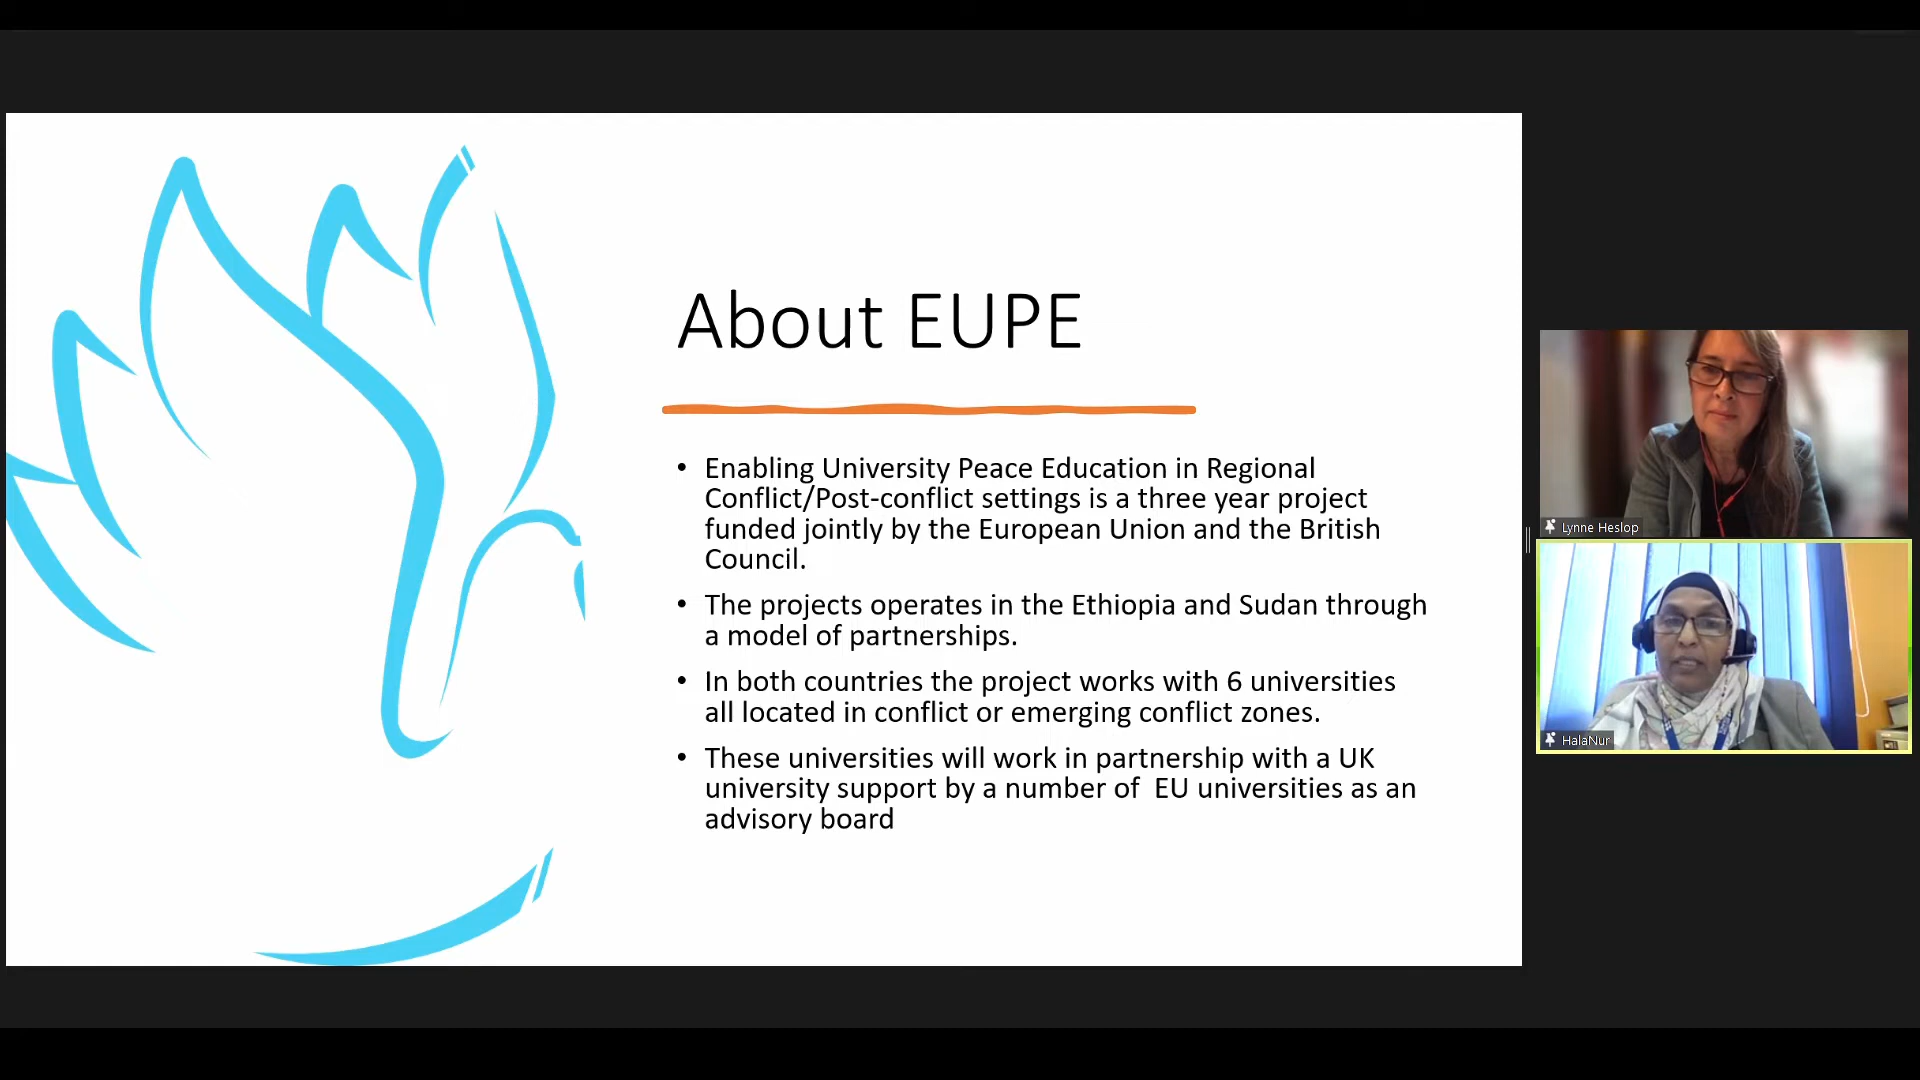 About EUPE
• Enabling University Peace Education in Regional
Conflict/Post-conflict settings is a three year project
funded jointly by the European Union and the British
Council.
• The projects operates in the Ethiopia and Sudan through
a model of partnerships.
• In both countries the project works with 6 universities
all located in conflict or emerging conflict zones.
• These universities will work in partnership with a UK
university support by a number of  EU universities as an
advisory board
Lynne Heslop
HalaNur